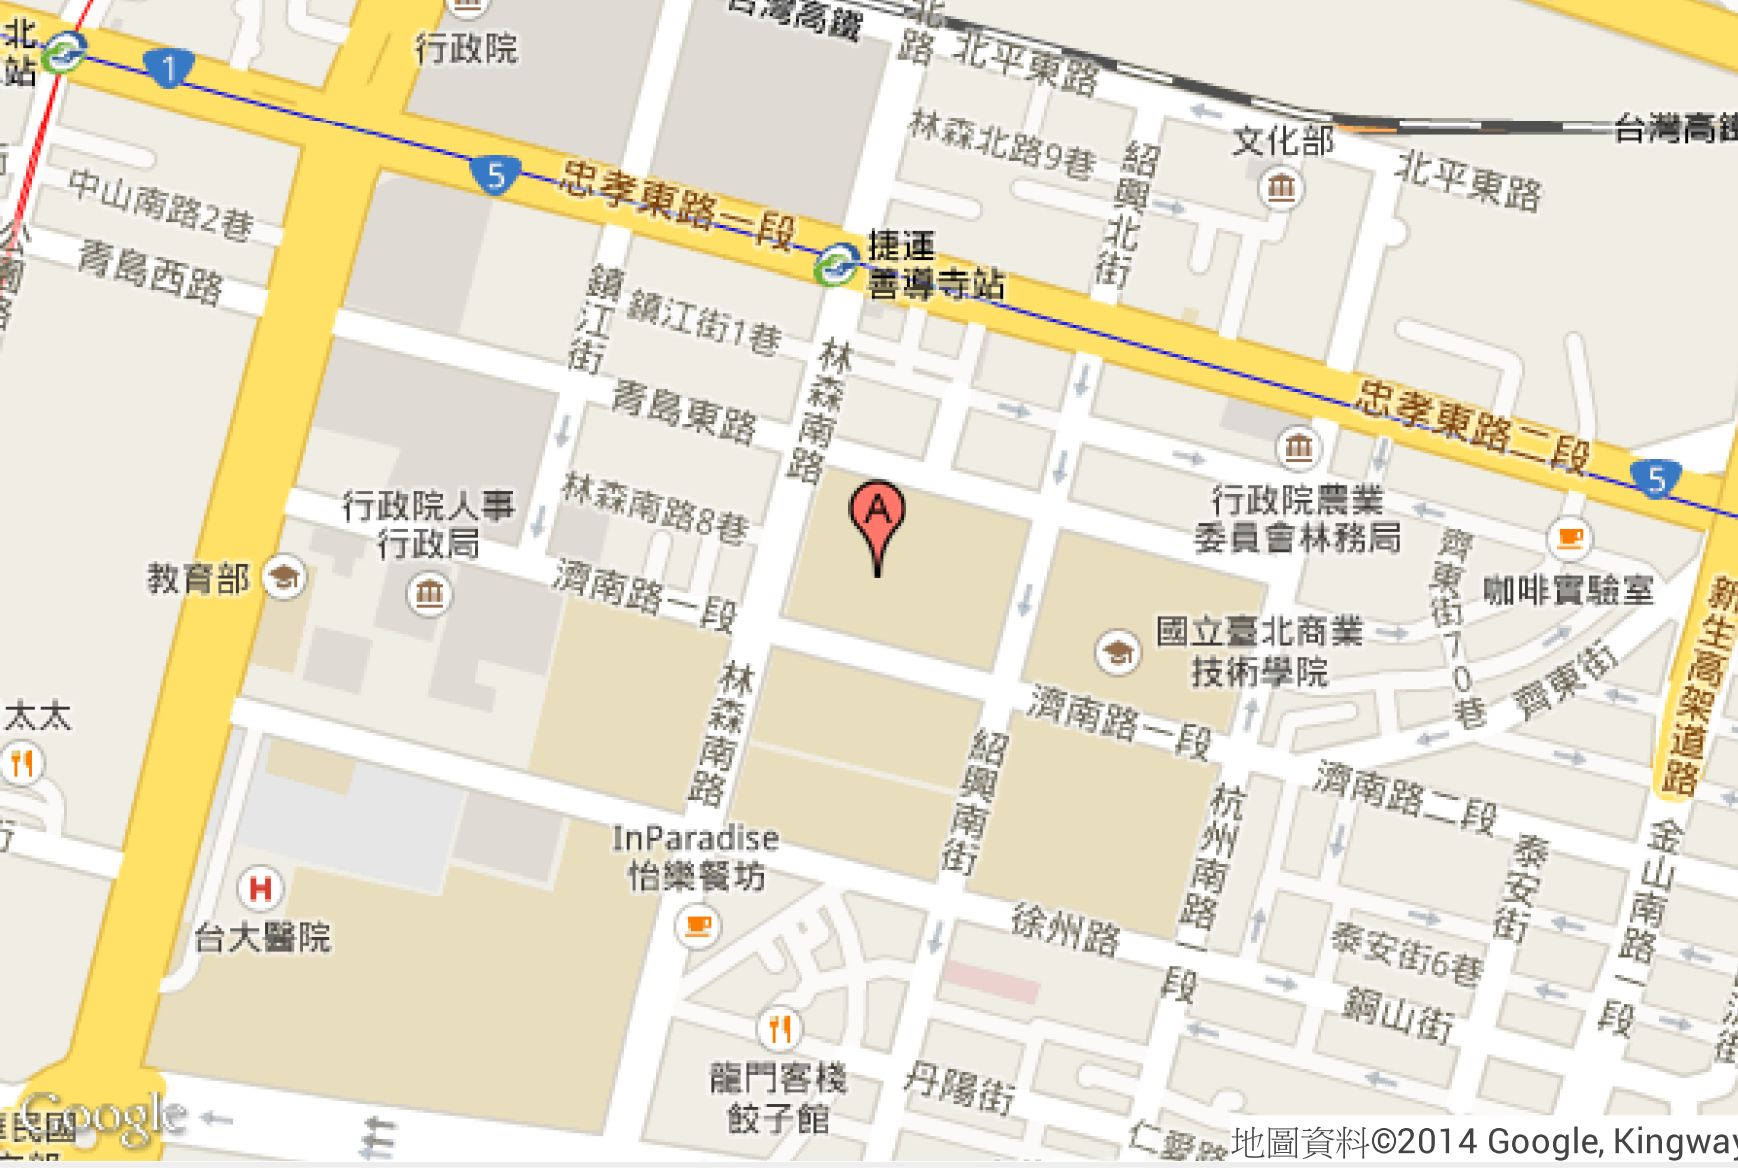 台灣高鐵
北
路
行政院
北
站
1
北平東路
林森北路9巷
紹興北街
文化部
台灣高鐵
北平東路
5
忠孝東路一段
中山南路2巷
青島西路
公園路
捷運
善導寺站
鎮江街
鎮江街1巷
林森南路
青島東路
忠孝東路二段
5
A
林森南路8巷
行政院人事
行政局
行政院農業
委員會林務局
齊東街70巷
咖啡實驗室
教育部
濟南路一段
國立臺北商業
技術學院
新生高架道路
齊東街
太太
林森南路
濟南路一段
紹興南街
濟南路二段
杭州南路一段
InParadise
怡樂餐坊
泰安街
金山南路一段
H
台大醫院
徐州路
泰安街6巷
銅山街
龍門客棧
餃子館
丹陽街
仁愛路
Google
民國
地圖資料©2014 Google, Kingway